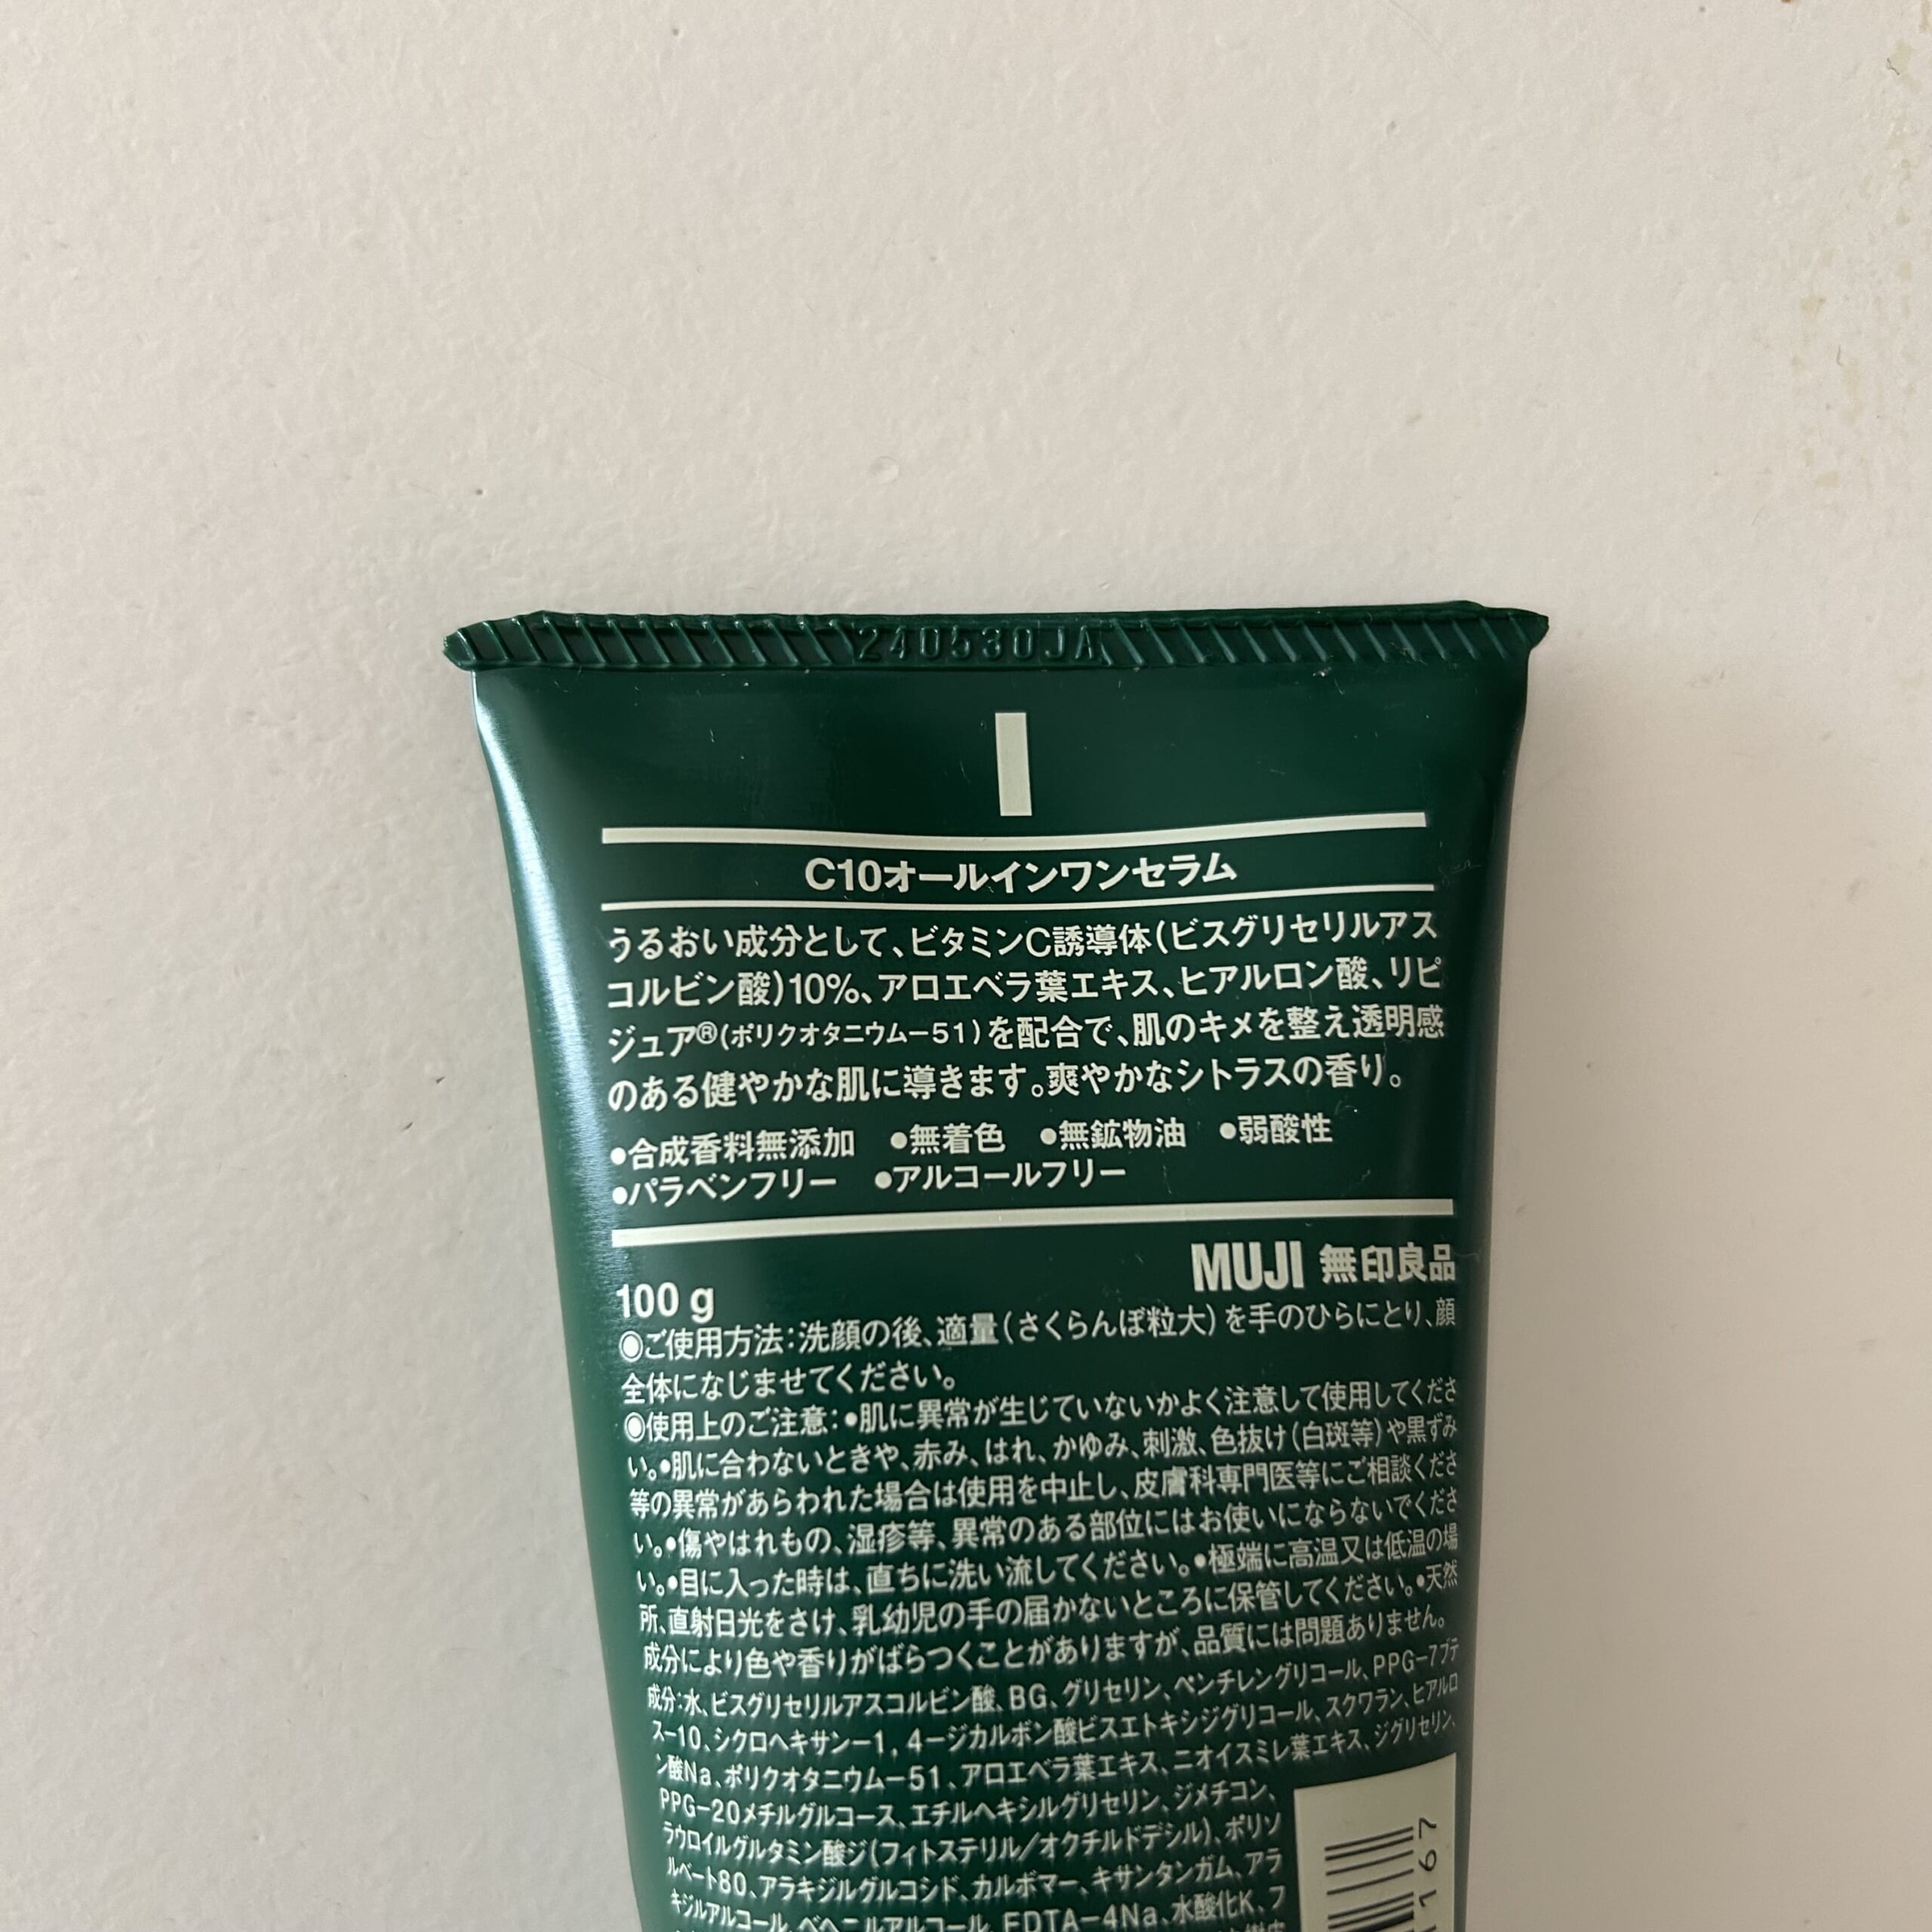 240530JA
C10オールインワンセラム
うるおい成分として、ビタミンC誘導体(ビスグリセリルアス
コルビン酸)10%、アロエベラ葉エキス、ヒアルロン酸、リピ
ジュア®(ポリクオタニウムー51)を配合で、肌のキメを整え透明感
のある健やかな肌に導きます。爽やかなシトラスの香り。
●合成香料無添加 ●無着色 ●無鉱物油 ●弱酸性
●パラベンフリー ●アルコールフリー
MUJI 無印良品
100 g
◉ご使用方法:洗顔の後、適量(さくらんぼ粒大)を手のひらにとり、顔
全体になじませてください。
◉使用上のご注意:●肌に異常が生じていないかよく注意して使用してくださ
い。●肌に合わないときや、赤み、はれ、かゆみ、刺激、色抜け(白斑等)や黒ずみ
等の異常があらわれた場合は使用を中止し、皮膚科専門医等にご相談くださ
い。●傷やはれもの、湿疹等、異常のある部位にはお使いにならないでくださ
い。●目に入った時は、直ちに洗い流してください。●極端に高温又は低温の場
所、直射日光をさけ、乳幼児の手の届かないところに保管してください。●天然
成分により色や香りがばらつくことがありますが、品質には問題ありません。
成分:水、ビスグリセリルアスコルビン酸、BG、グリセリン、ペンチレングリコール、PPG-7ブテ
ス-10、シクロヘキサン-1,4-ジカルボン酸ビスエトキシジグリコール、スクワラン、ヒアルロ
ン酸Na、ポリクオタニウム-51、アロエベラ葉エキス、ニオイスミレ葉エキス、ジグリセリン、
PPG-20メチルグルコース、エチルヘキシルグリセリン、ジメチコン、
ラウロイルグルタミン酸ジ(フィトステリル/オクチルドデシル)、ポリソ
ルベート80、アラキジルグルコシド、カルボマー、キサンタンガム、アラ
キジルアルコール、ベヘニルアルコール、EDTA-4Na、水酸化K、フ